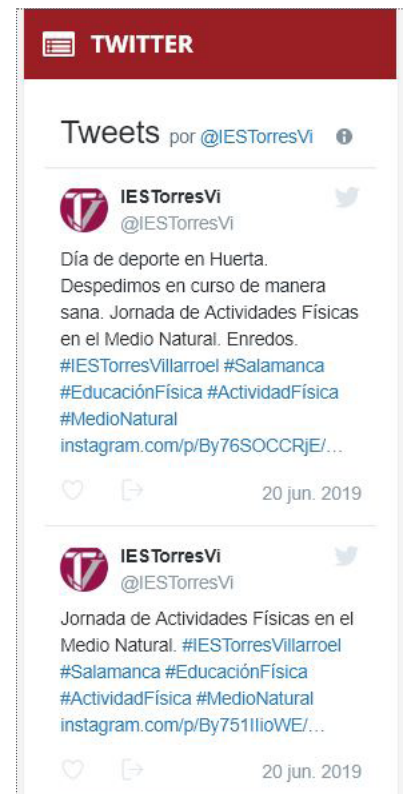 TWITTER
Tweets por @IESTorresVi
IESTorresVi
@IESTorresVi
Día de deporte en Huerta.
Despedimos en curso de manera
sana. Jornada de Actividades Físicas
en el Medio Natural. Enredos.
#IESTorresVillarroel #Salamanca
#EducaciónFísica #ActividadFísica
#MedioNatural
instagram.com/p/By76SOCCRjE/…
20 jun. 2019
IESTorresVi
@IESTorresVi
Jornada de Actividades Físicas en el
Medio Natural. #IESTorresVillarroel
#Salamanca #EducaciónFísica
#ActividadFísica #MedioNatural
instagram.com/p/By751IlioWE/…
20 jun. 2019